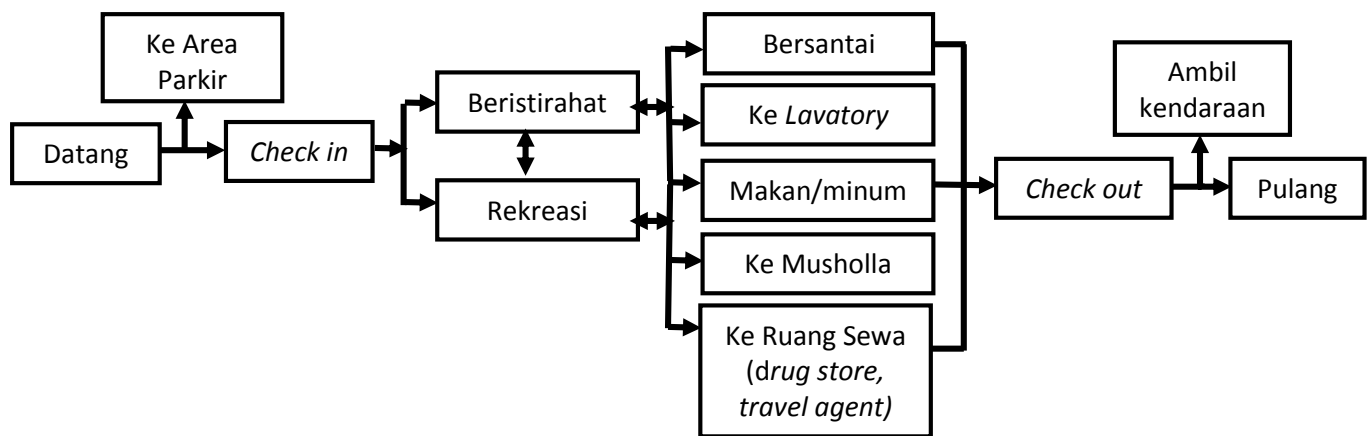 Datang
Ke Area
Parkir
Check in
Beristirahat
Rekreasi
Bersantai
Ke Lavatory
Makan/minum
Ke Musholla
Ke Ruang Sewa
(drug store,
travel agent)
Check out
Ambil
kendaraan
Pulang